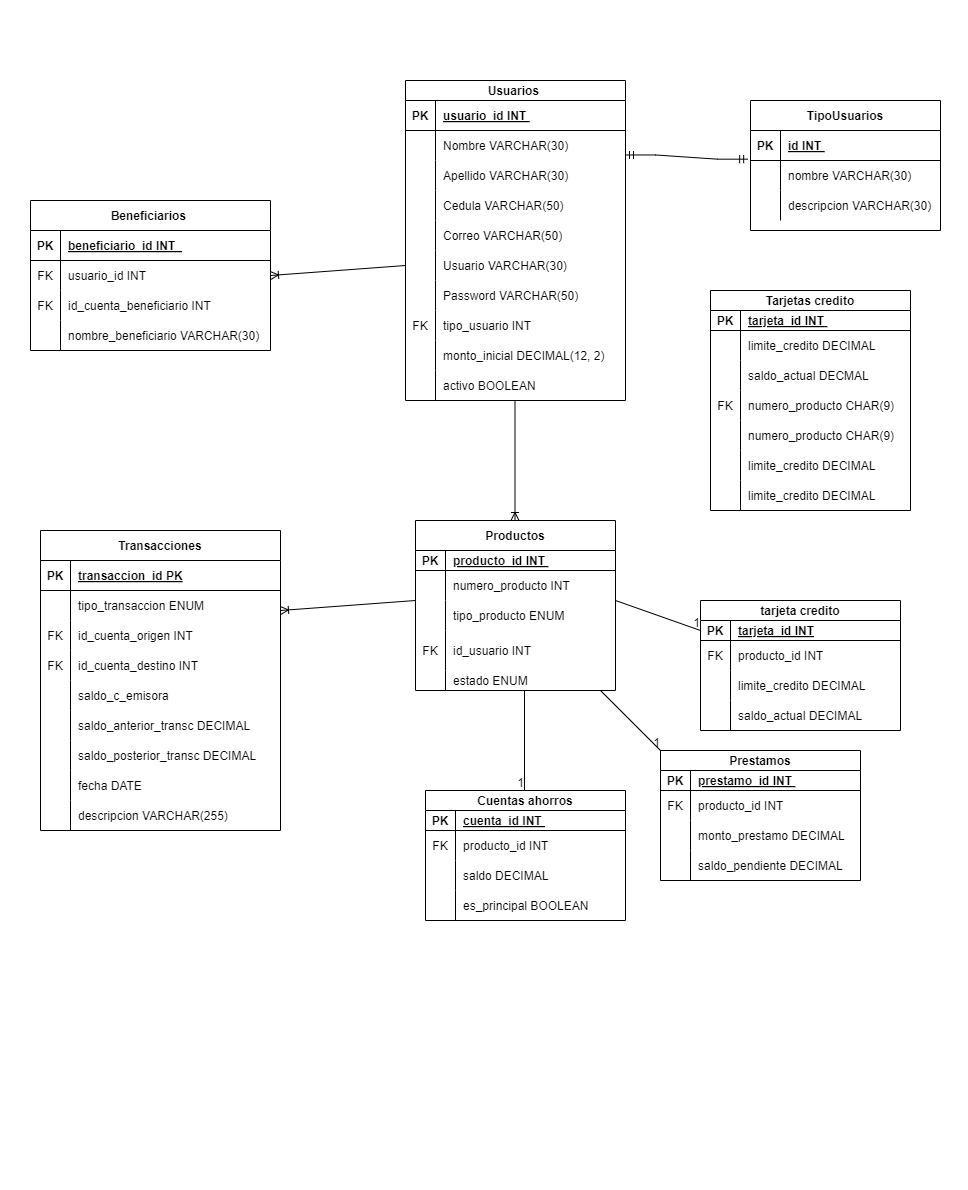 Usuarios
PK usuario_id INT
Nombre VARCHAR(30)
Apellido VARCHAR(30)
Cedula VARCHAR(50)
Correo VARCHAR(50)
Usuario VARCHAR(30)
Password VARCHAR(50)
FK tipo_usuario INT
monto_inicial DECIMAL(12, 2)
activo BOOLEAN
TipoUsuarios
PK id INT
nombre VARCHAR(30)
descripcion VARCHAR(30)
Beneficiarios
PK beneficiario_id INT
FK usuario_id INT
FK id_cuenta_beneficiario INT
nombre_beneficiario VARCHAR(30)
Tarjetas credito
PK tarjeta_id INT
limite_credito DECIMAL
saldo_actual DECMAL
FK numero_producto CHAR(9)
numero_producto CHAR(9)
limite_credito DECIMAL
limite_credito DECIMAL
Transacciones
PK transaccion_id PK
tipo_transaccion ENUM
FK id_cuenta_origen INT
FK id_cuenta_destino INT
saldo_c_emisora
saldo_anterior_transc DECIMAL
saldo_posterior_transc DECIMAL
fecha DATE
descripcion VARCHAR(255)
Productos
PK producto_id INT
numero_producto INT
tipo_producto ENUM
FK id_usuario INT
estado ENUM
1
tarjeta credito
PK tarjeta_id INT
FK producto_id INT
limite_credito DECIMAL
saldo_actual DECIMAL
1
Prestamos
PK prestamo_id INT
FK producto_id INT
monto_prestamo DECIMAL
saldo_pendiente DECIMAL
1
Cuentas ahorros
PK cuenta_id INT
FK producto_id INT
saldo DECIMAL
es_principal BOOLEAN